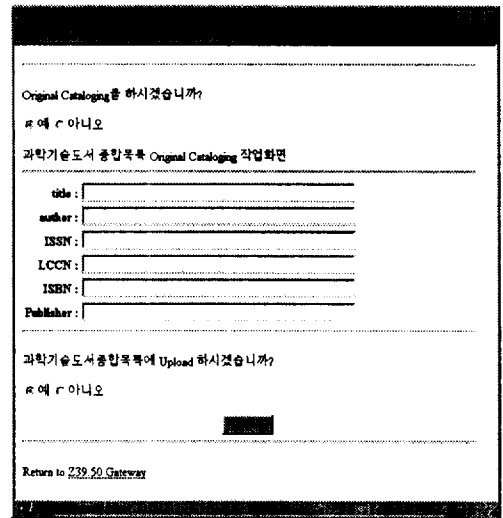 Original Cataloging을 하시겠습니까?
예 아니오
과학기술도서 종합목록 Original Cataloging 작업화면
title :
author :
ISSN :
LCCN :
ISBN :
Publisher :
과학기술도서종합목록에 Upload 하시겠습니까?
예 아니오
Return to Z39.50 Gateway